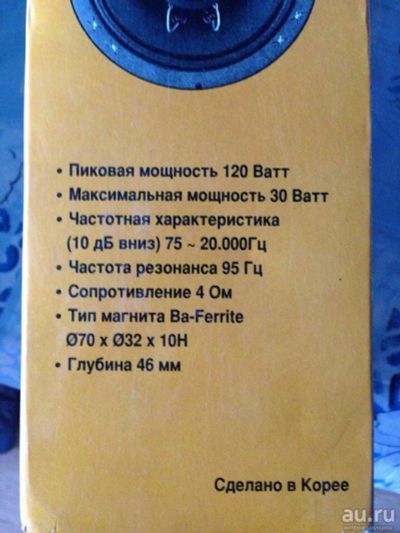 • Пиковая мощность 120 Ватт
• Максимальная мощность 30 Ватт
• Частотная характеристика
(10 дБ вниз) 75 ~ 20.000Гц
• Частота резонанса 95 Гц
• Сопротивление 4 Ом
• Тип магнита Ba-Ferrite
Ø70 x Ø32 x 10H
• Глубина 46 мм
Сделано в Корее
au.ru